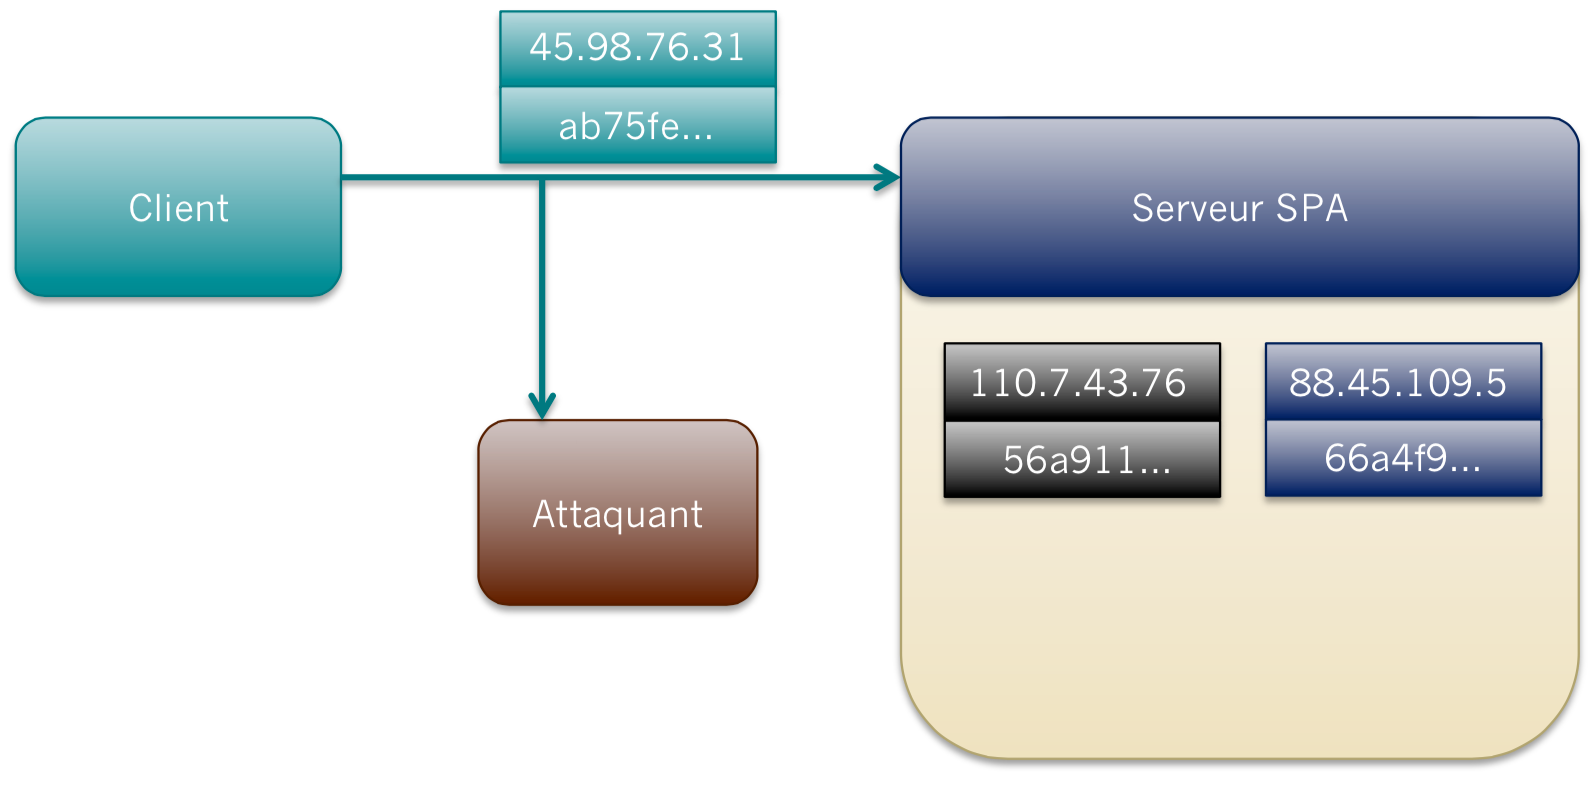 45.98.76.31
ab75fe...
Client
Serveur SPA
110.7.43.76
56a911...
88.45.109.5
66a4f9...
Attaquant